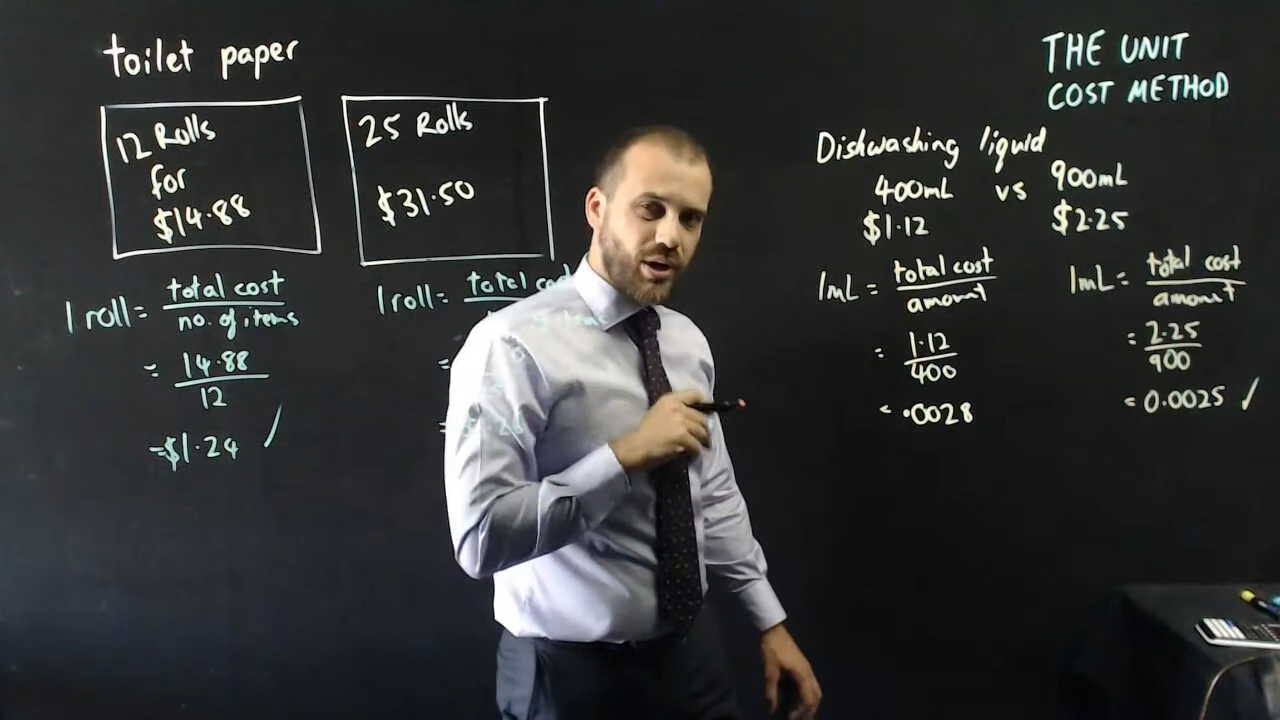 toilet paper
12 Rolls
for
$14.88
1 roll = total cost
no. of items
= 14.88
12
= $1.24 ✓
25 Rolls
$31.50
1 roll = total
=
=
THE UNIT
COST METHOD
Dishwashing liquid
400mL vs 900mL
$1.12 $2.25
1mL = total cost
amount
= 1.12
400
= .0028
1mL = total cost
amount
= 2.25
900
= 0.0025 ✓